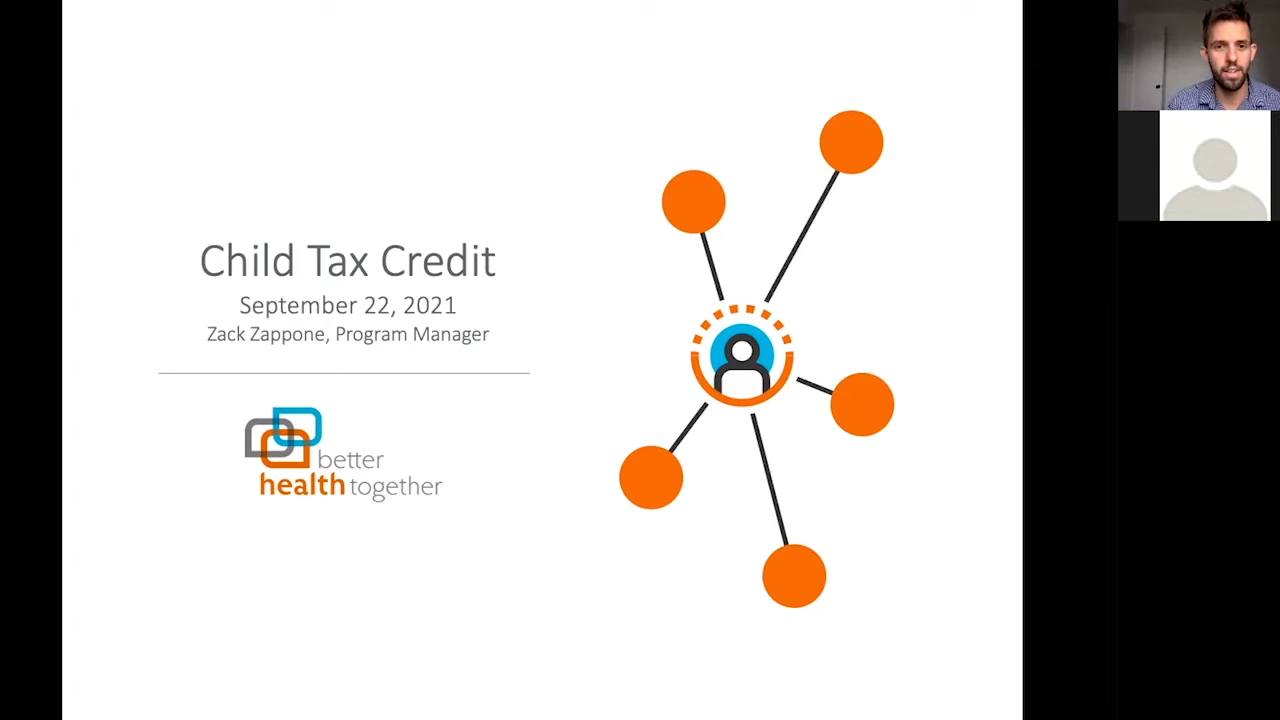 Child Tax Credit
September 22, 2021
Zack Zappone, Program Manager
better
health together